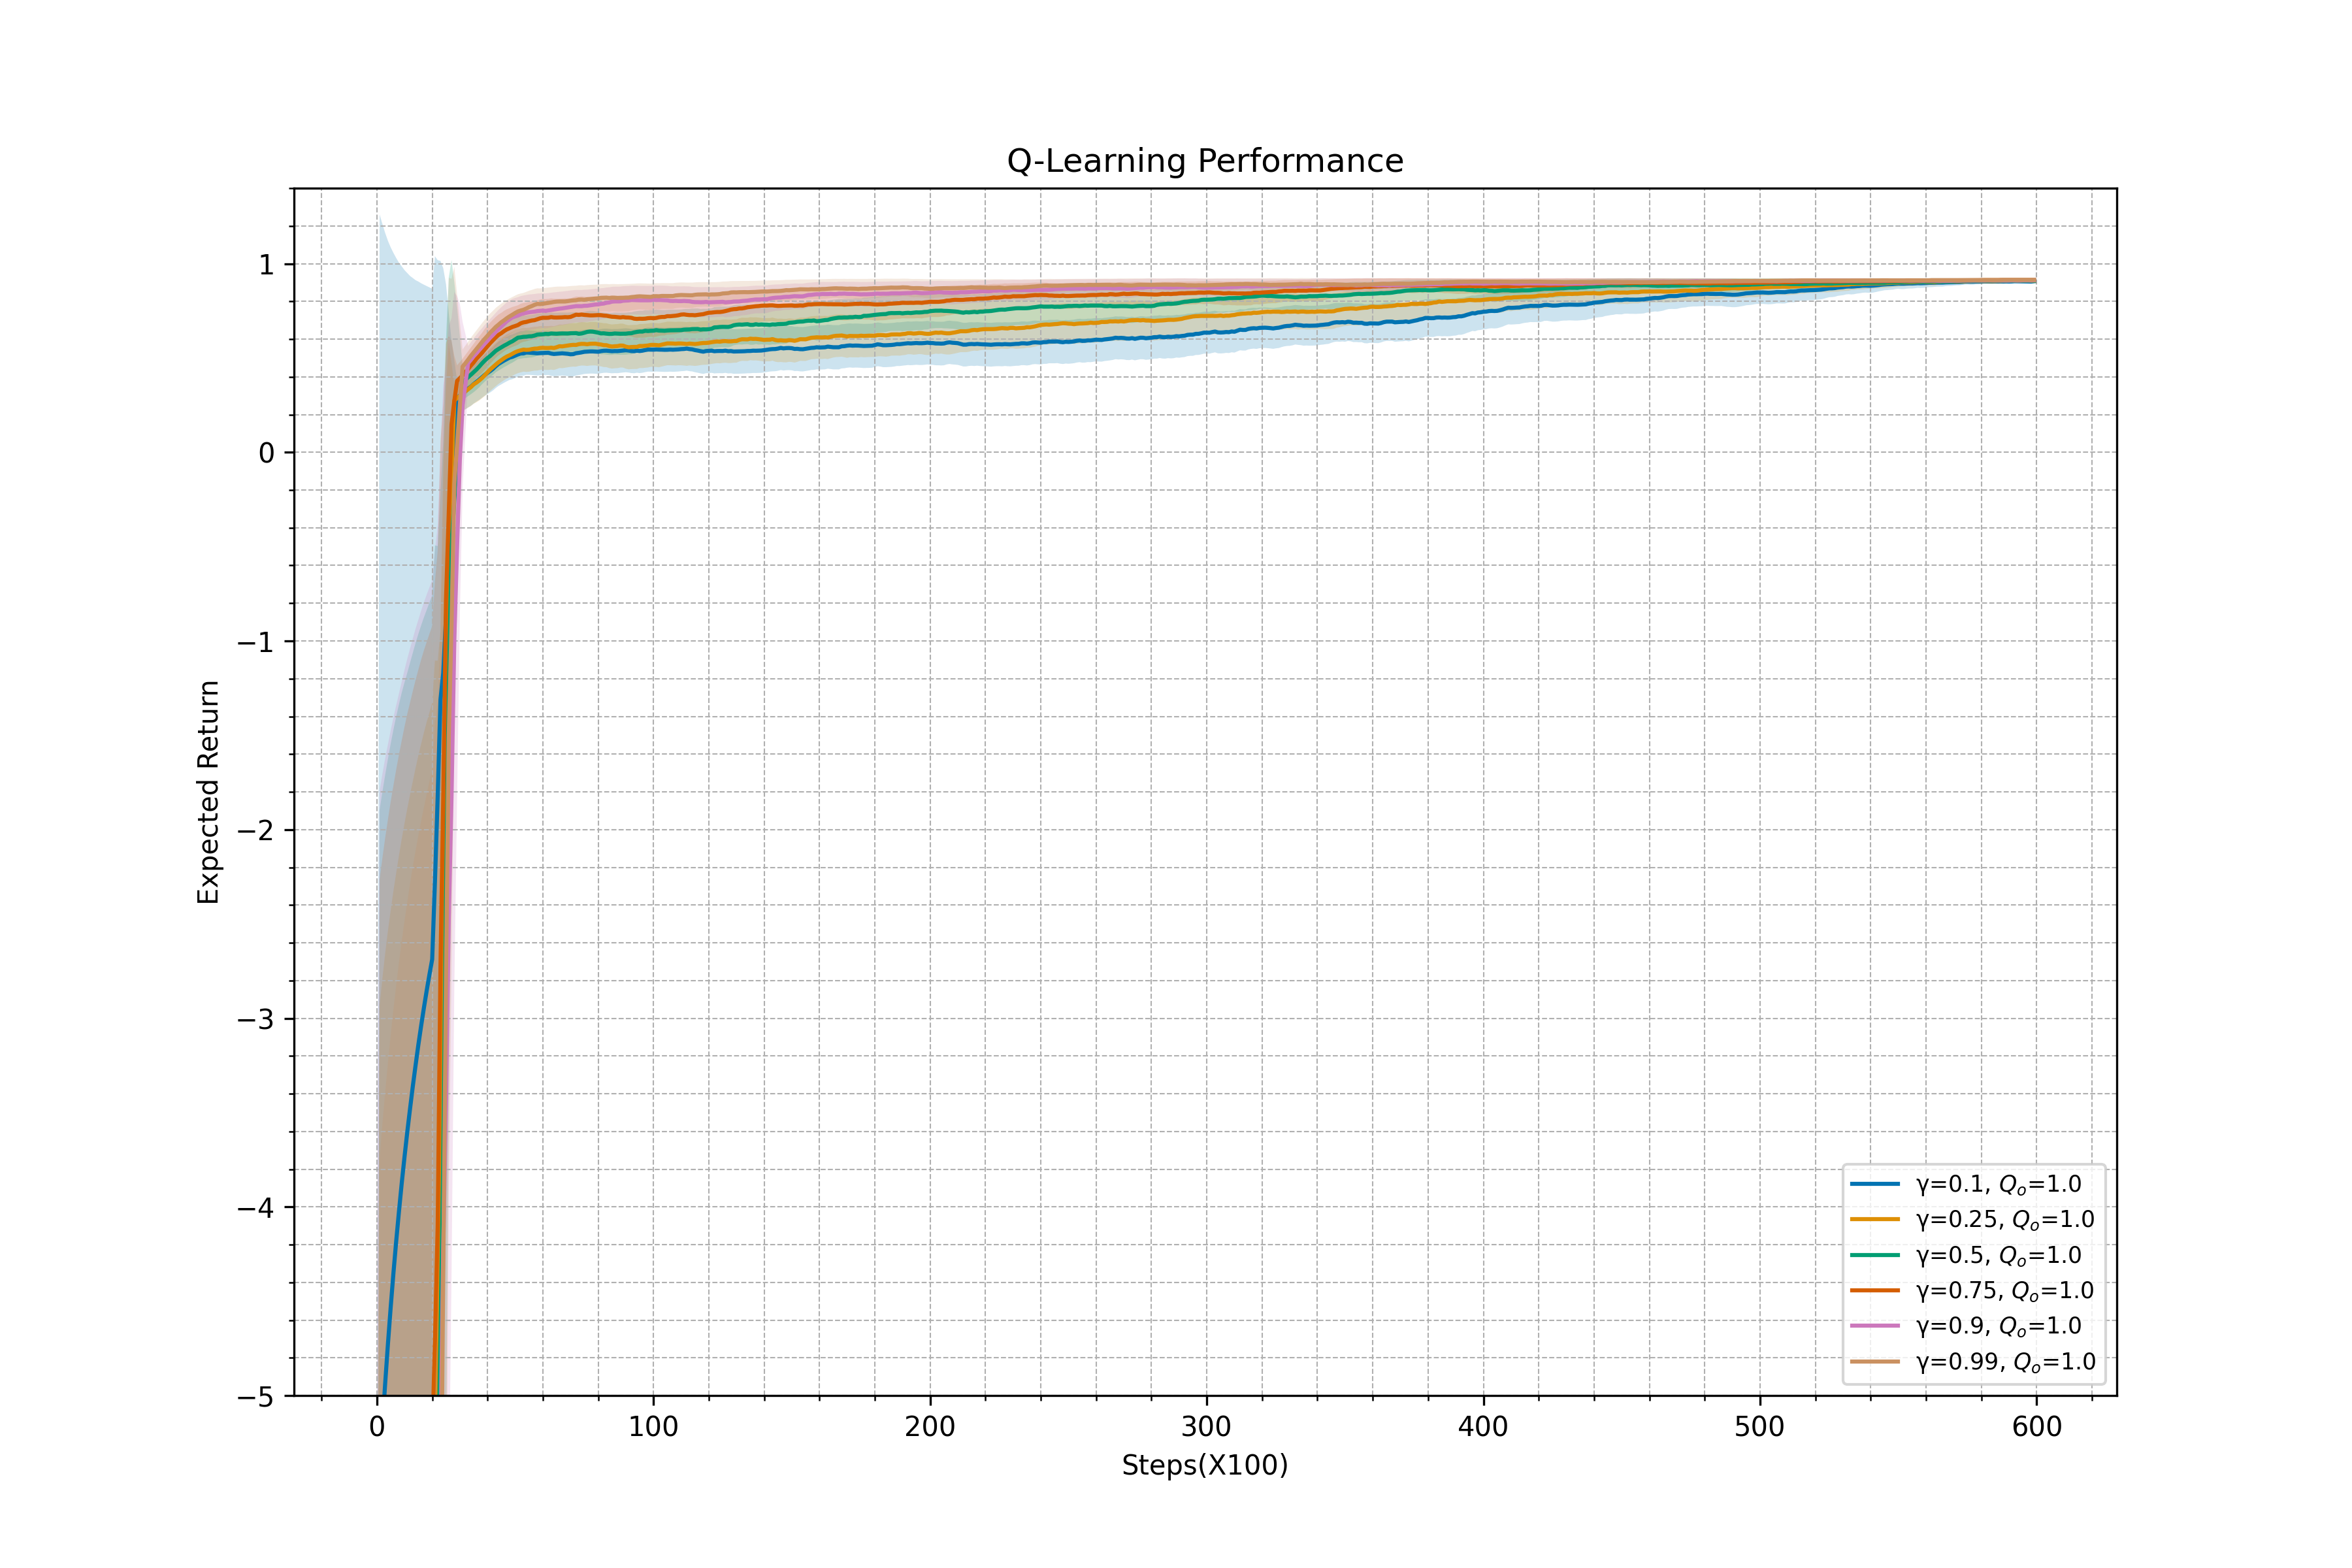 Q-Learning Performance
Expected Return
1
0
−1
−2
−3
−4
−5
0 100 200 300 400 500 600
Steps(X100)
γ=0.1, Qₒ=1.0
γ=0.25, Qₒ=1.0
γ=0.5, Qₒ=1.0
γ=0.75, Qₒ=1.0
γ=0.9, Qₒ=1.0
γ=0.99, Qₒ=1.0